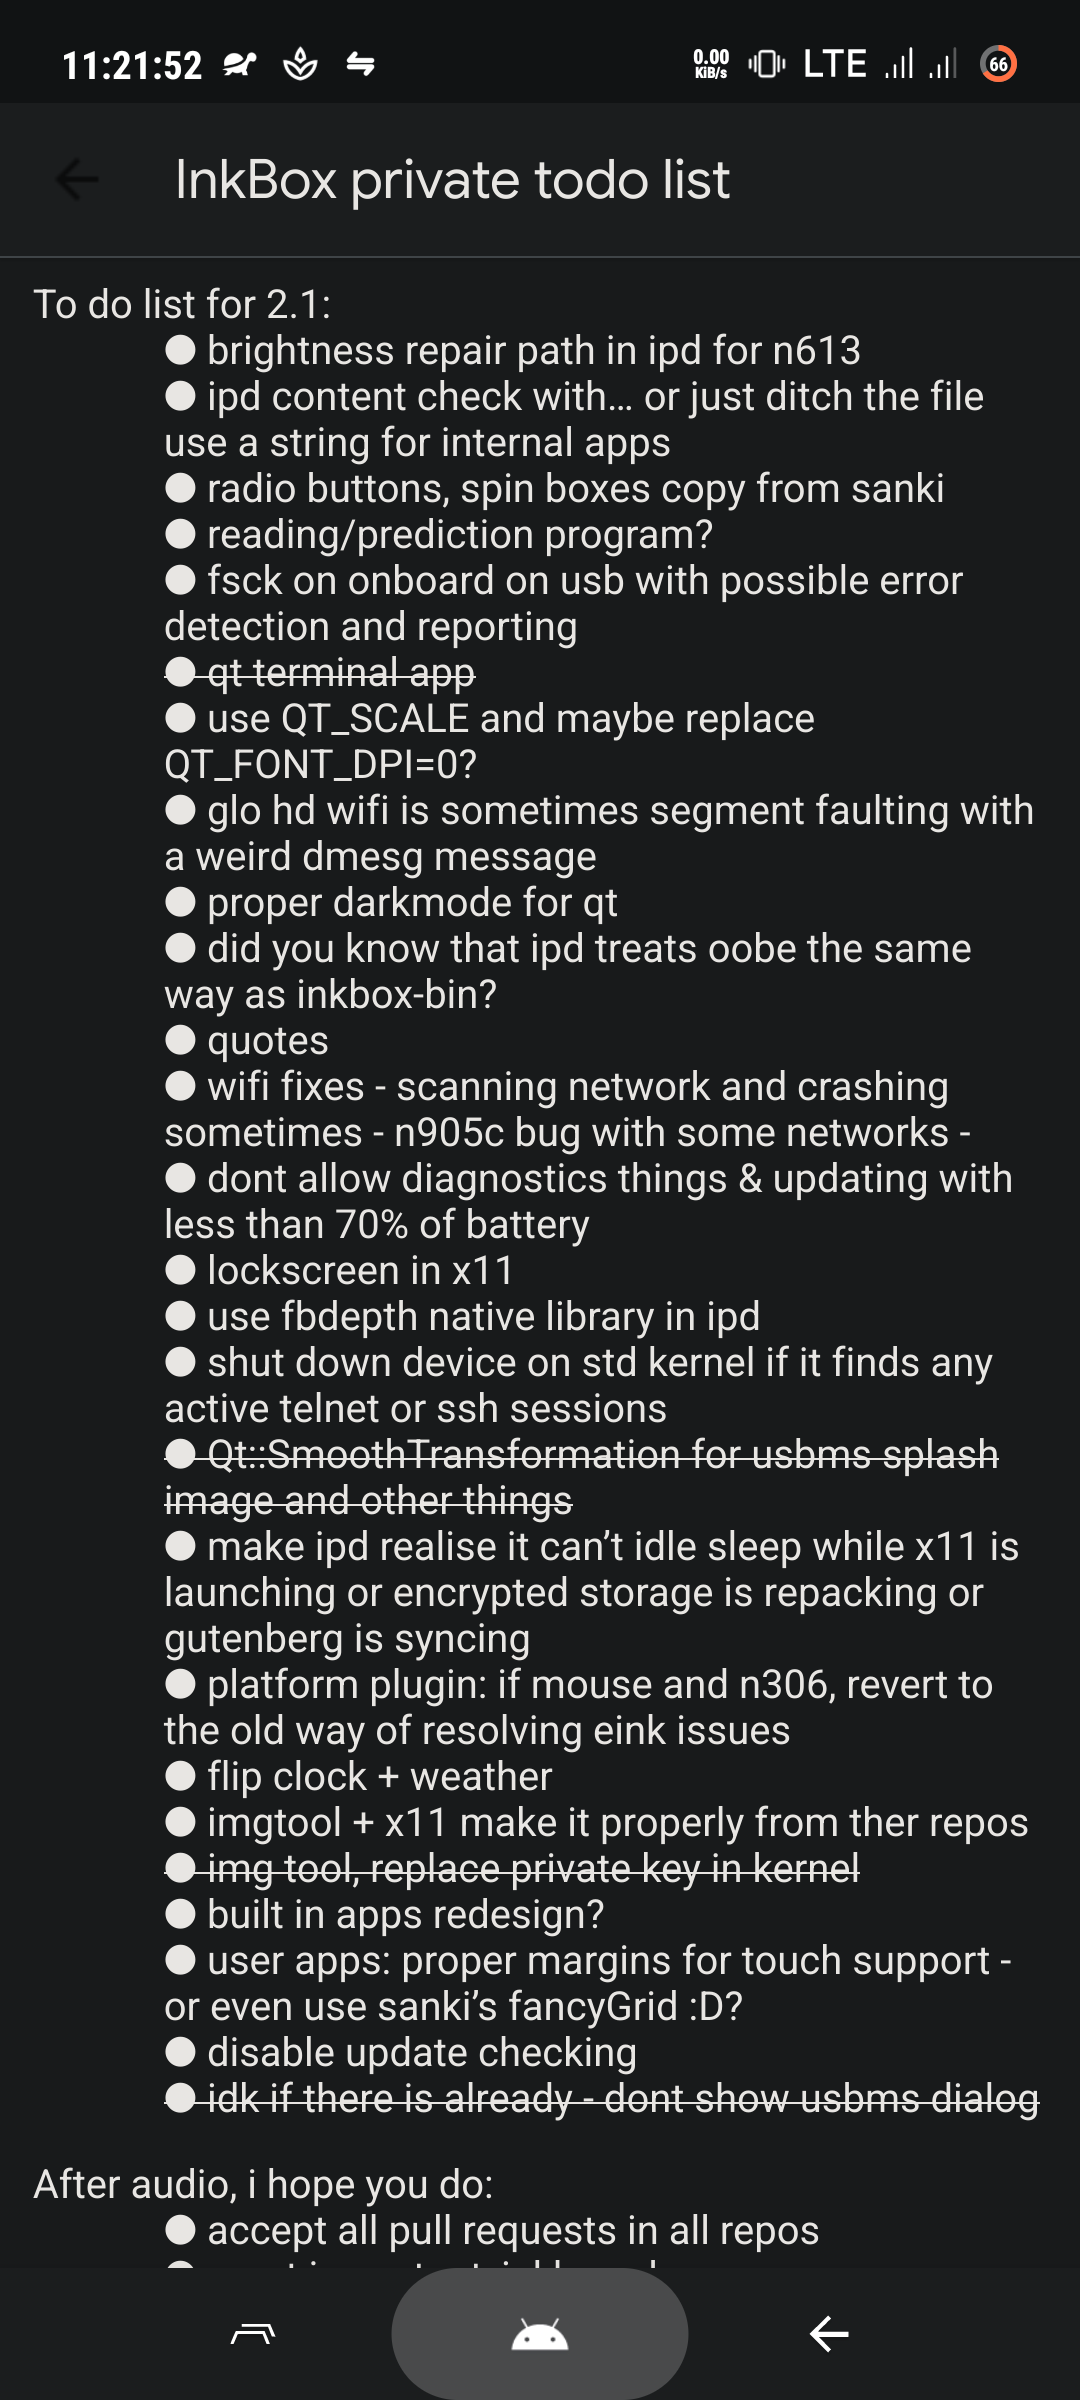 11:21:52 0.00 KiB/s LTE 66
InkBox private todo list
To do list for 2.1:
● brightness repair path in ipd for n613
● ipd content check with... or just ditch the file
use a string for internal apps
● radio buttons, spin boxes copy from sanki
● reading/prediction program?
● fsck on onboard on usb with possible error
detection and reporting
● qt terminal app
● use QT_SCALE and maybe replace
QT_FONT_DPI=0?
● glo hd wifi is sometimes segment faulting with
a weird dmesg message
● proper darkmode for qt
● did you know that ipd treats oobe the same
way as inkbox-bin?
● quotes
● wifi fixes - scanning network and crashing
sometimes - n905c bug with some networks -
● dont allow diagnostics things & updating with
less than 70% of battery
● lockscreen in x11
● use fbdepth native library in ipd
● shut down device on std kernel if it finds any
active telnet or ssh sessions
● Qt::SmoothTransformation for usbms splash
image and other things
● make ipd realise it can’t idle sleep while x11 is
launching or encrypted storage is repacking or
gutenberg is syncing
● platform plugin: if mouse and n306, revert to
the old way of resolving eink issues
● flip clock + weather
● imgtool + x11 make it properly from ther repos
● img tool, replace private key in kernel
● built in apps redesign?
● user apps: proper margins for touch support -
or even use sanki’s fancyGrid :D?
● disable update checking
● idk if there is already - dont show usbms dialog
After audio, i hope you do:
● accept all pull requests in all repos